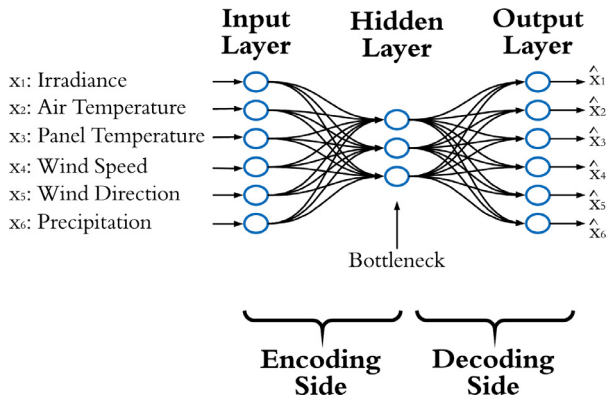 Input
Layer
Hidden
Layer
Output
Layer
x₁: Irradiance
x₂: Air Temperature
x₃: Panel Temperature
x₄: Wind Speed
x₅: Wind Direction
x₆: Precipitation
x̂₁
x̂₂
x̂₃
x̂₄
x̂₅
x̂₆
Bottleneck
Encoding
Side
Decoding
Side